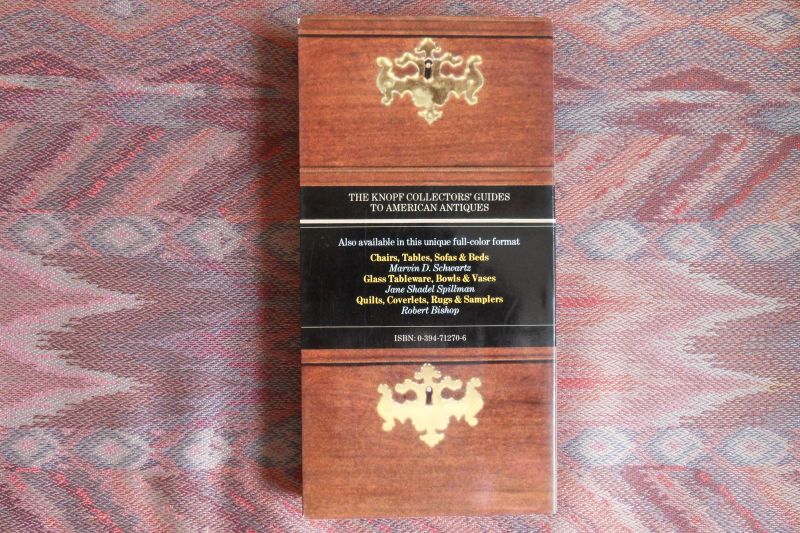 THE KNOPF COLLECTORS' GUIDES
TO AMERICAN ANTIQUES
Also available in this unique full-color format
Chairs, Tables, Sofas & Beds
Marvin D. Schwartz
Glass Tableware, Bowls & Vases
Jane Shadel Spillman
Quilts, Coverlets, Rugs & Samplers
Robert Bishop
ISBN: 0-394-71270-6